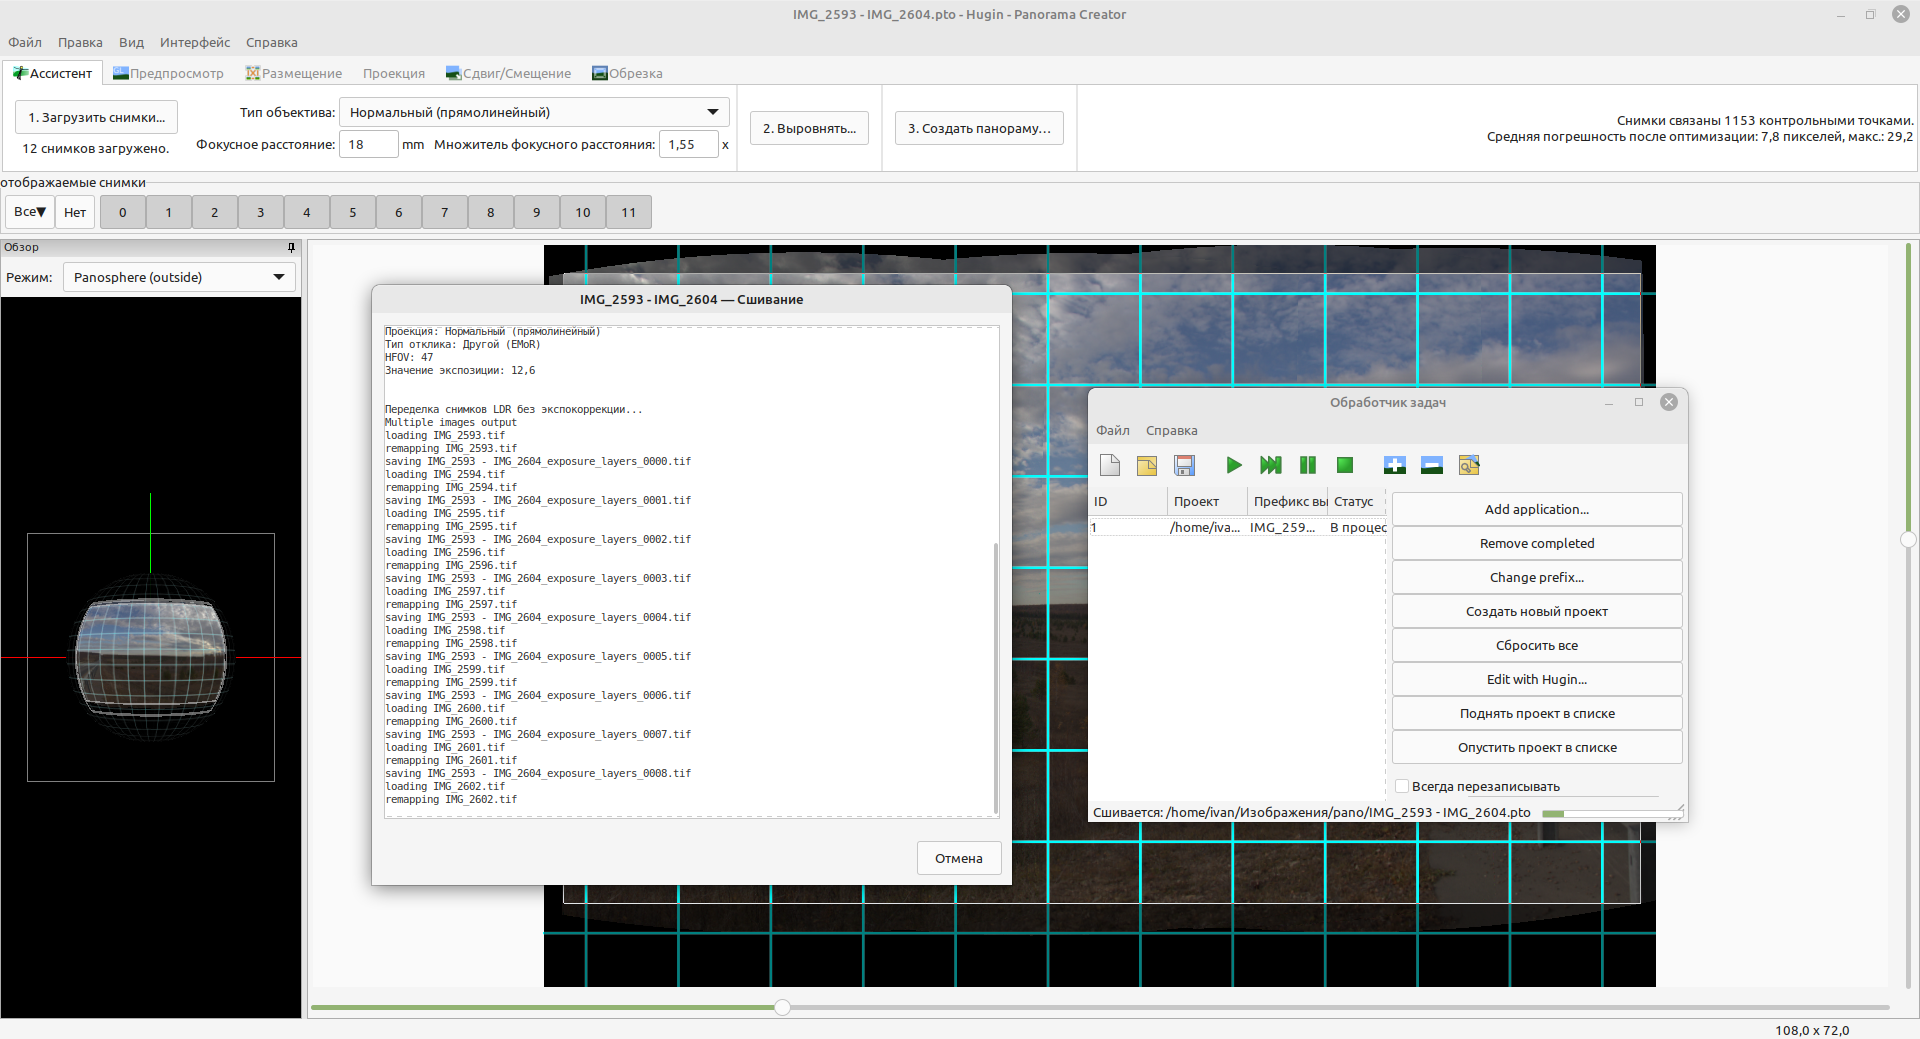 IMG_2593 - IMG_2604.pto - Hugin - Panorama Creator
Файл Правка Вид Интерфейс Справка
Ассистент Предпросмотр Размещение Проекция Сдвиг/Смещение Обрезка
1. Загрузить снимки...
12 снимков загружено.
Тип объектива: Нормальный (прямолинейный)
Фокусное расстояние: 18 mm Множитель фокусного расстояния: 1,55 x
2. Выровнять...
3. Создать панораму...
Снимки связаны 1153 контрольными точками.
Средняя погрешность после оптимизации: 7,8 пикселей, макс.: 29,2
отображаемые снимки
Все Нет 0 1 2 3 4 5 6 7 8 9 10 11
Обзор
Режим: Panosphere (outside)
IMG_2593 - IMG_2604 — Сшивание
Проекция: Нормальный (прямолинейный)
Тип отклика: Другой (EMoR)
HFOV: 47
Значение экспозиции: 12,6
Переделка снимков LDR без экспокоррекции...
Multiple images output
loading IMG_2593.tif
remapping IMG_2593.tif
saving IMG_2593 - IMG_2604_exposure_layers_0000.tif
loading IMG_2594.tif
remapping IMG_2594.tif
saving IMG_2593 - IMG_2604_exposure_layers_0001.tif
loading IMG_2595.tif
remapping IMG_2595.tif
saving IMG_2593 - IMG_2604_exposure_layers_0002.tif
loading IMG_2596.tif
remapping IMG_2596.tif
saving IMG_2593 - IMG_2604_exposure_layers_0003.tif
loading IMG_2597.tif
remapping IMG_2597.tif
saving IMG_2593 - IMG_2604_exposure_layers_0004.tif
loading IMG_2598.tif
remapping IMG_2598.tif
saving IMG_2593 - IMG_2604_exposure_layers_0005.tif
loading IMG_2599.tif
remapping IMG_2599.tif
saving IMG_2593 - IMG_2604_exposure_layers_0006.tif
loading IMG_2600.tif
remapping IMG_2600.tif
saving IMG_2593 - IMG_2604_exposure_layers_0007.tif
loading IMG_2601.tif
remapping IMG_2601.tif
saving IMG_2593 - IMG_2604_exposure_layers_0008.tif
loading IMG_2602.tif
remapping IMG_2602.tif
Отмена
Обработчик задач
Файл Справка
ID Проект Префикс вы Статус
1 /home/iva... IMG_259... В процес
Add application...
Remove completed
Change prefix...
Создать новый проект
Сбросить все
Edit with Hugin...
Поднять проект в списке
Опустить проект в списке
Всегда перезаписывать
Сшивается: /home/ivan/Изображения/pano/IMG_2593 - IMG_2604.pto
108,0 x 72,0